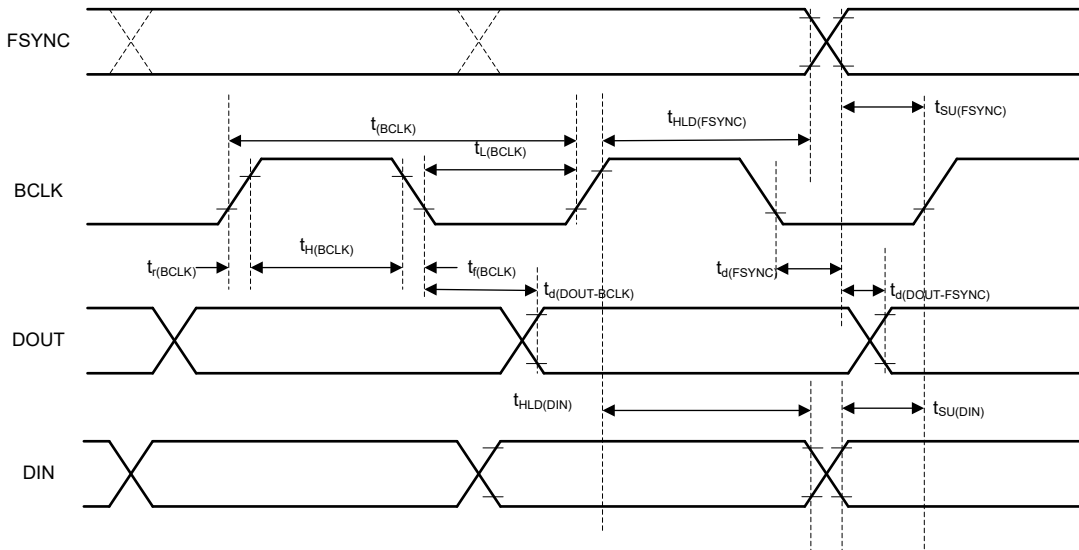 FSYNC
t(BCLK)
tHLD(FSYNC)
tSU(FSYNC)
tL(BCLK)
BCLK
tH(BCLK)
tr(BCLK)
tf(BCLK)
td(FSYNC)
td(DOUT-BCLK)
td(DOUT-FSYNC)
DOUT
tHLD(DIN)
tSU(DIN)
DIN